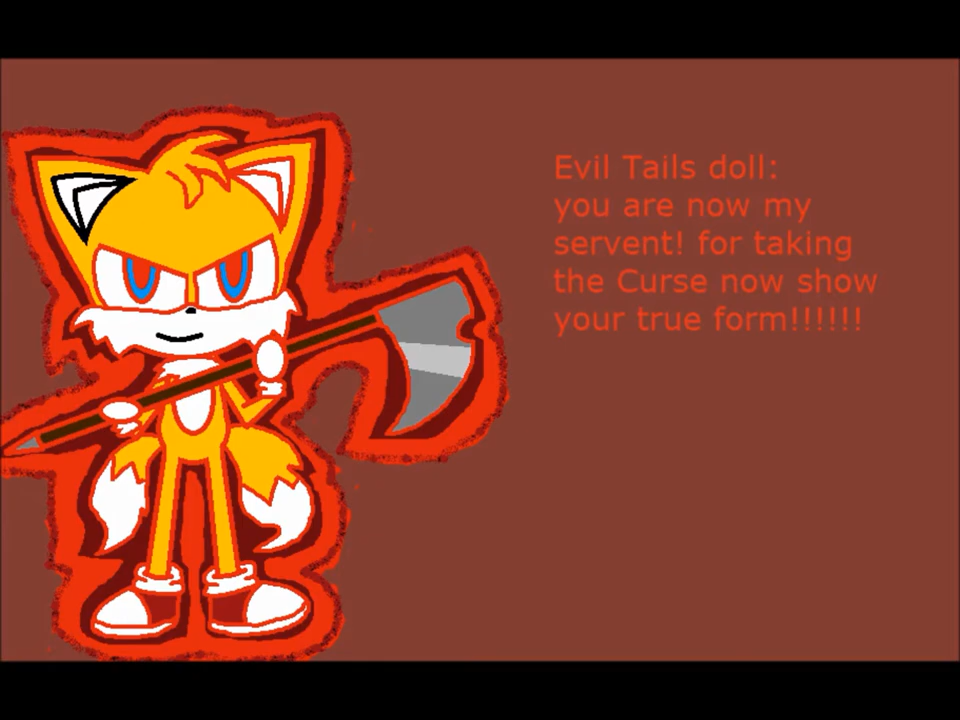 Evil Tails doll:
you are now my
servent! for taking
the Curse now show
your true form!!!!!!